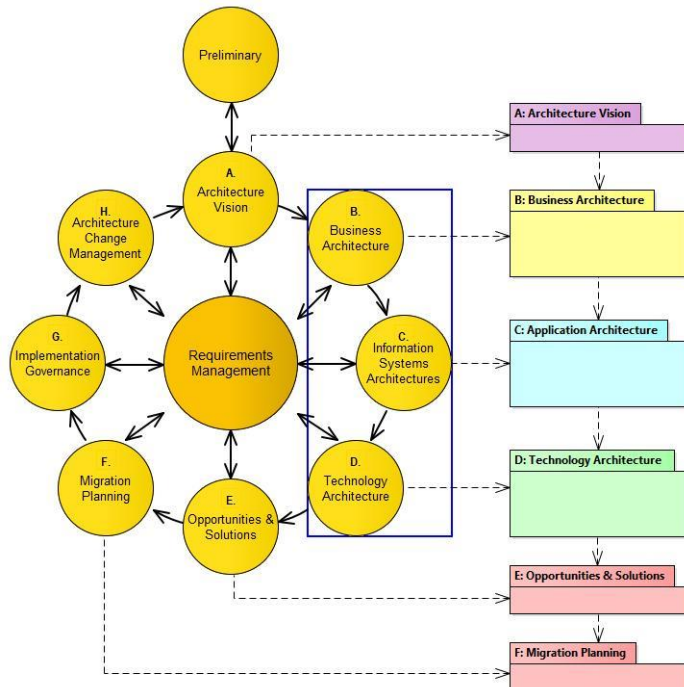 Preliminary
A.
Architecture
Vision
B.
Business
Architecture
C.
Information
Systems
Architectures
D.
Technology
Architecture
E.
Opportunities &
Solutions
F.
Migration
Planning
G.
Implementation
Governance
H.
Architecture
Change
Management
Requirements
Management
A: Architecture Vision
B: Business Architecture
C: Application Architecture
D: Technology Architecture
E: Opportunities & Solutions
F: Migration Planning